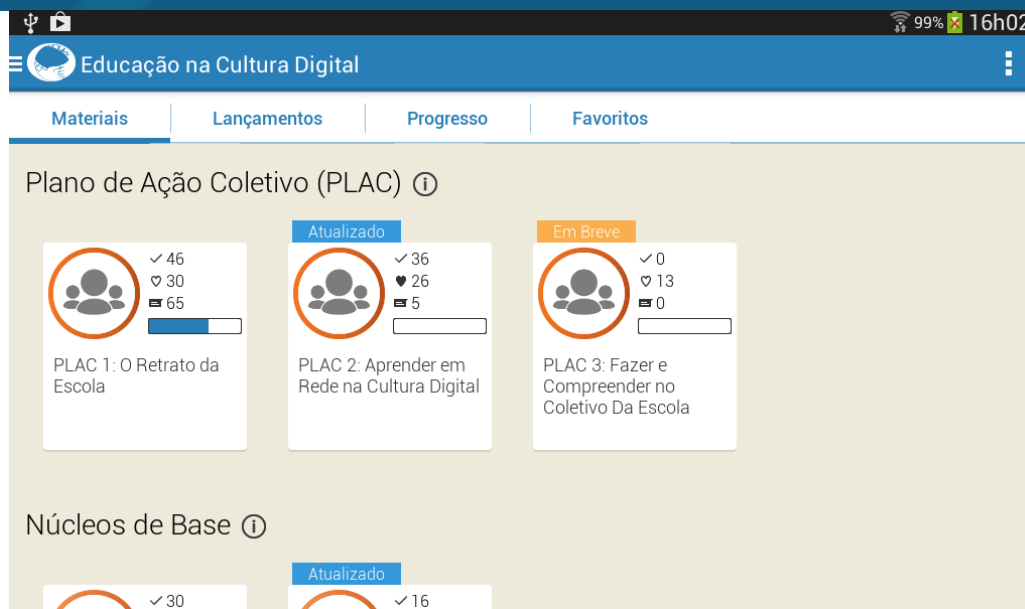 99% 16h02
Educação na Cultura Digital
Materiais Lançamentos Progresso Favoritos
Plano de Ação Coletivo (PLAC)
46
30
65
PLAC 1: O Retrato da
Escola
Atualizado
36
26
5
PLAC 2: Aprender em
Rede na Cultura Digital
Em Breve
0
13
0
PLAC 3: Fazer e
Compreender no
Coletivo Da Escola
Núcleos de Base
30
Atualizado
16